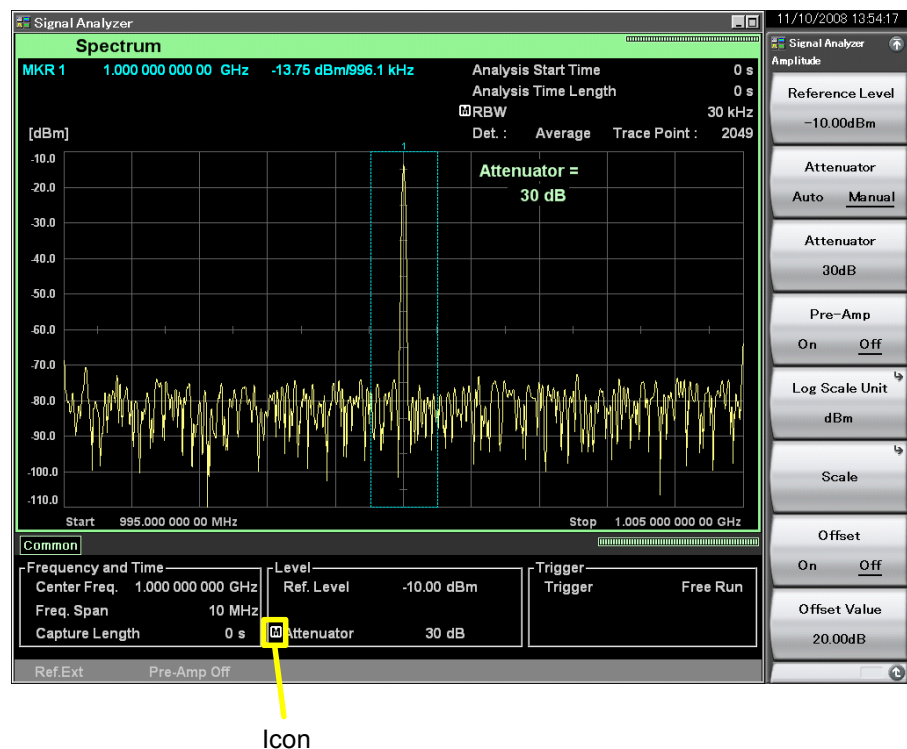 Signal Analyzer
Spectrum
MKR 1 1.000 000 000 00 GHz -13.75 dBm/996.1 kHz
Analysis Start Time 0 s
Analysis Time Length 0 s
M RBW 30 kHz
[dBm] Det. : Average Trace Point : 2049
1
Attenuator =
30 dB
-10.0
-20.0
-30.0
-40.0
-50.0
-60.0
-70.0
-80.0
-90.0
-100.0
-110.0
Start 995.000 000 00 MHz Stop 1.005 000 000 00 GHz
Common
Frequency and Time
Center Freq. 1.000 000 000 GHz
Freq. Span 10 MHz
Capture Length 0 s
Level
Ref. Level -10.00 dBm
M Attenuator 30 dB
Trigger
Trigger Free Run
Ref.Ext Pre-Amp Off
11/10/2008 13:54:17
Signal Analyzer
Amplitude
Reference Level
-10.00dBm
Attenuator
Auto Manual
Attenuator
30dB
Pre-Amp
On Off
Log Scale Unit
dBm
Scale
Offset
On Off
Offset Value
20.00dB
Icon